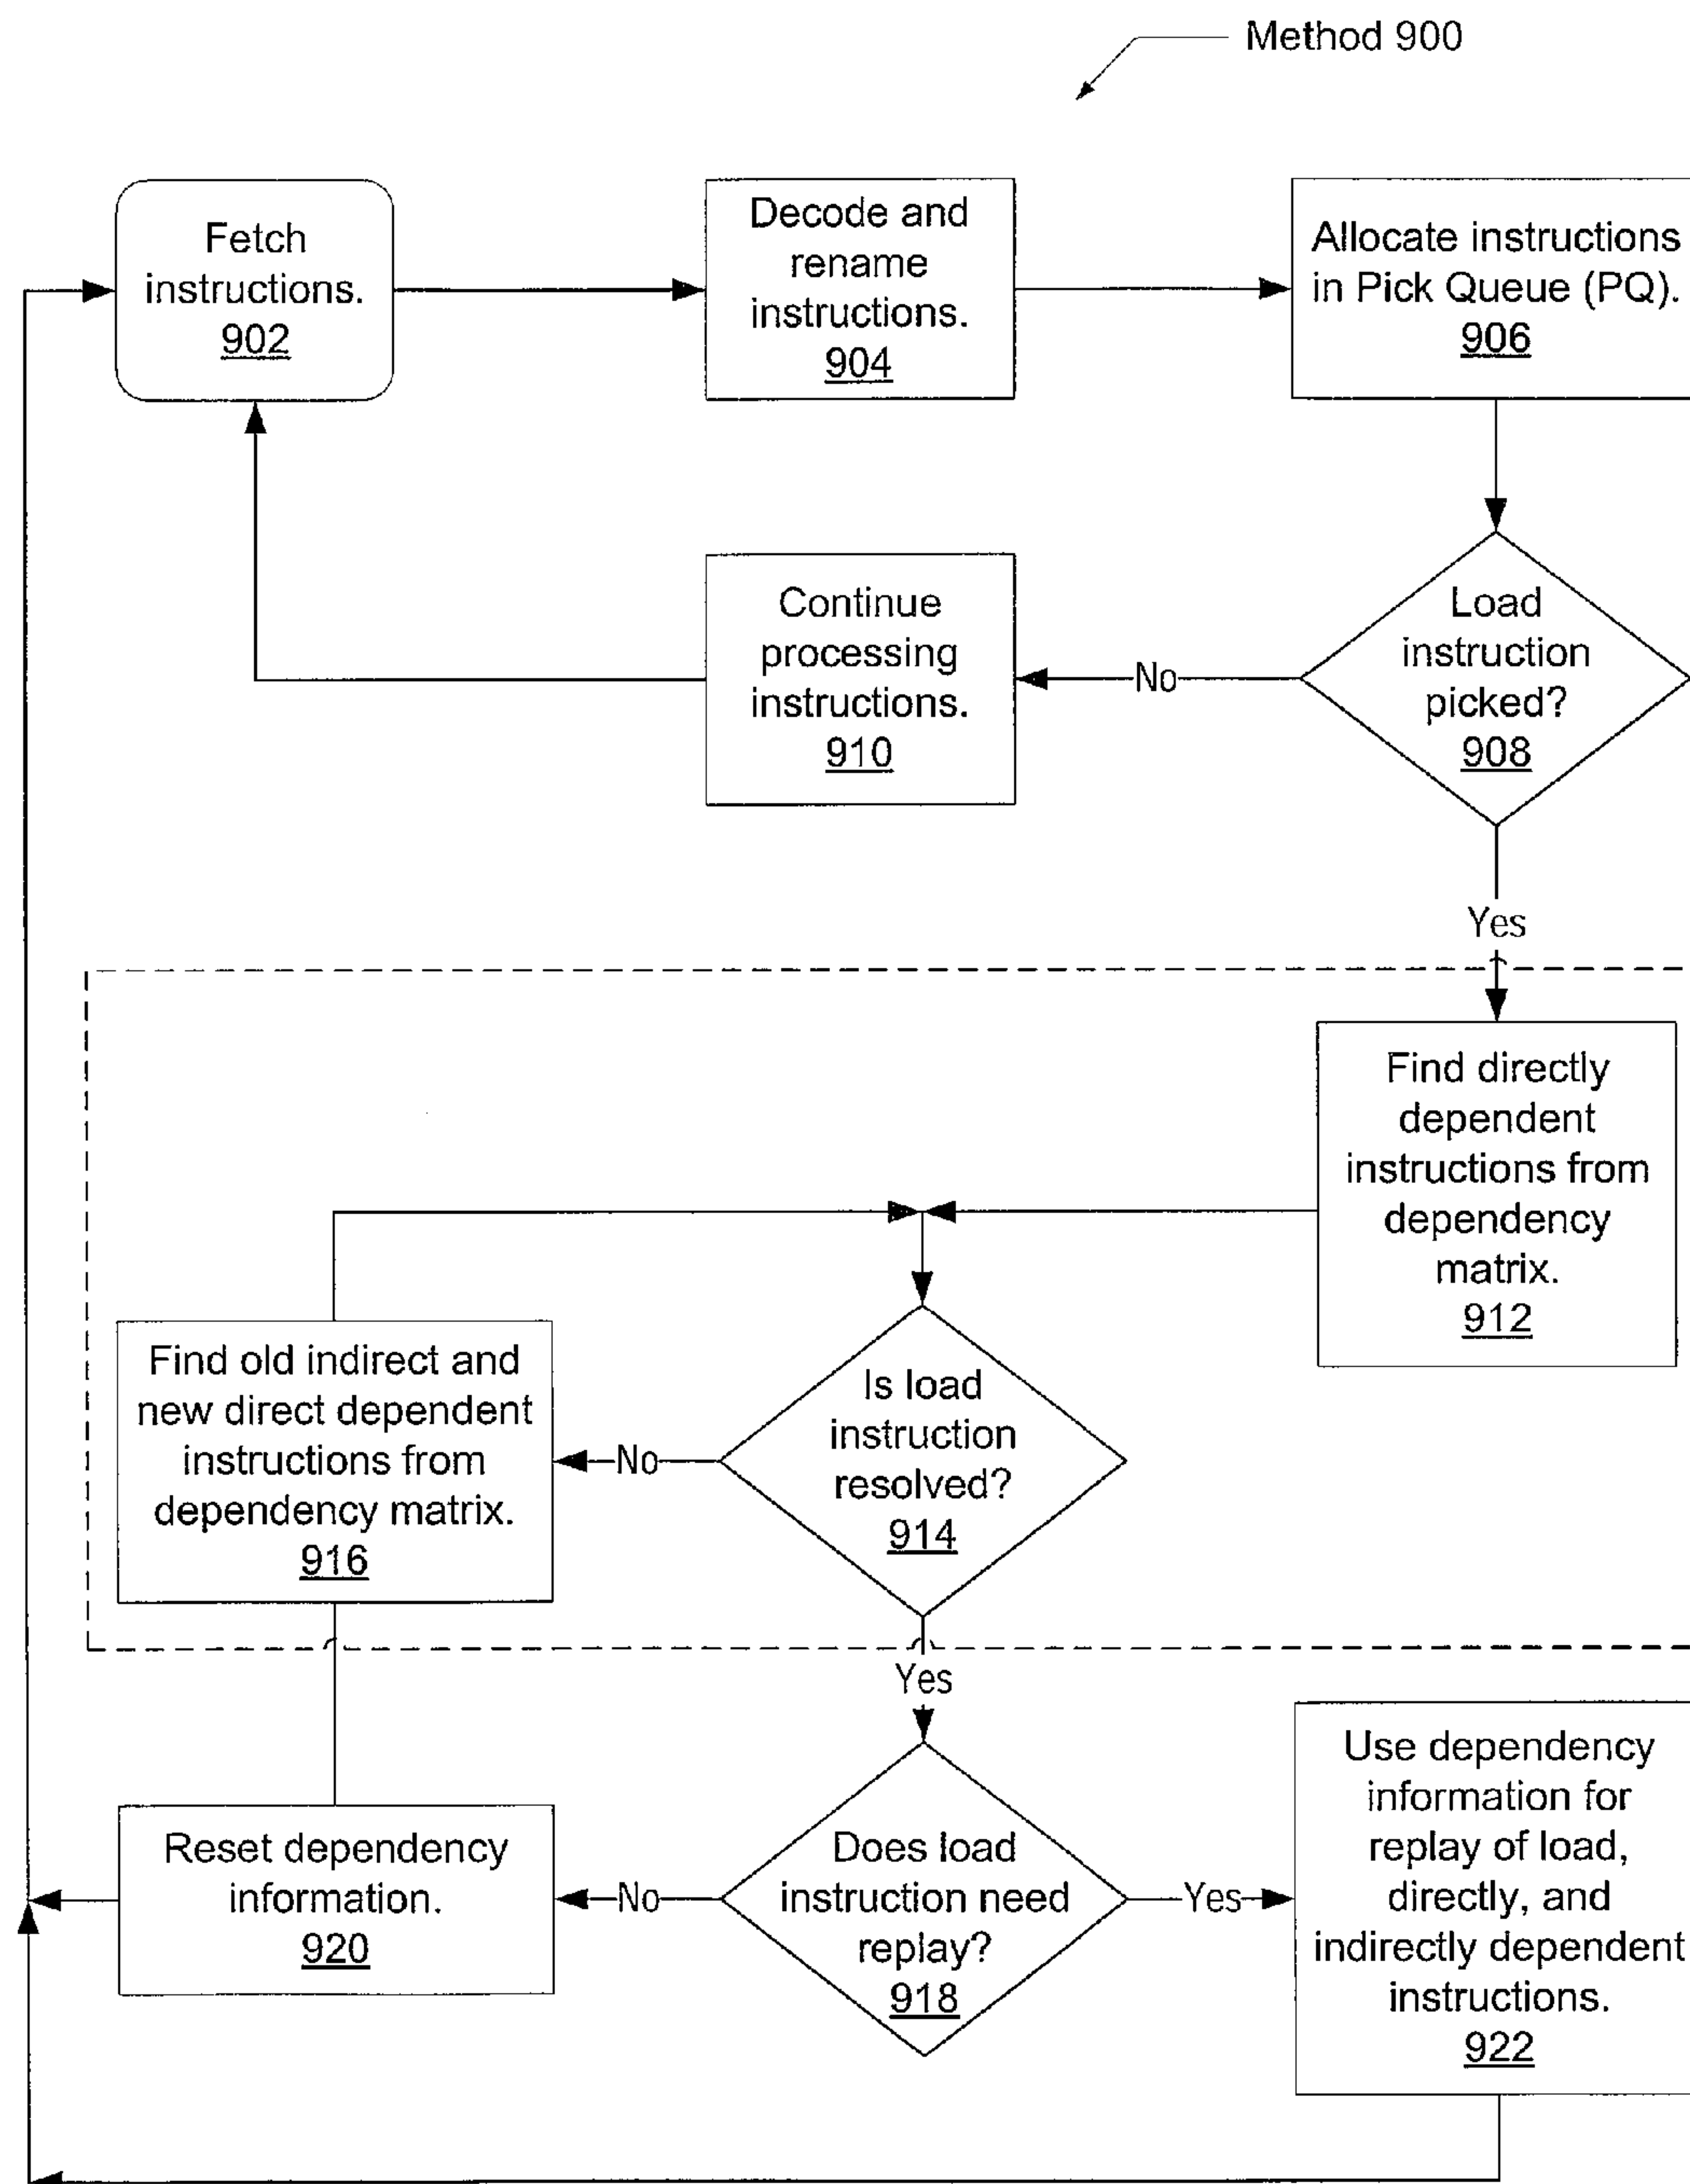 Method 900
Fetch
instructions.
902
Decode and
rename
instructions.
904
Allocate instructions
in Pick Queue (PQ).
906
Continue
processing
instructions.
910
No
Load
instruction
picked?
908
Yes
Find directly
dependent
instructions from
dependency
matrix.
912
Find old indirect and
new direct dependent
instructions from
dependency matrix.
916
No
Is load
instruction
resolved?
914
Yes
Reset dependency
information.
920
No
Does load
instruction need
replay?
918
Yes
Use dependency
information for
replay of load,
directly, and
indirectly dependent
instructions.
922